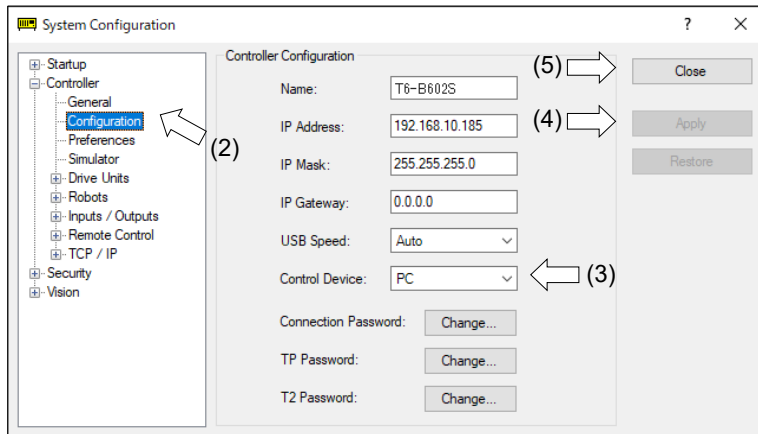 System Configuration
? ×
Startup
Controller
General
Configuration
Preferences
Simulator
Drive Units
Robots
Inputs / Outputs
Remote Control
TCP / IP
Security
Vision
(2)
Controller Configuration
Name: T6-B602S
IP Address: 192.168.10.185
IP Mask: 255.255.255.0
IP Gateway: 0.0.0.0
USB Speed: Auto
Control Device: PC
(3)
Connection Password: Change...
TP Password: Change...
T2 Password: Change...
(5)
Close
(4)
Apply
Restore